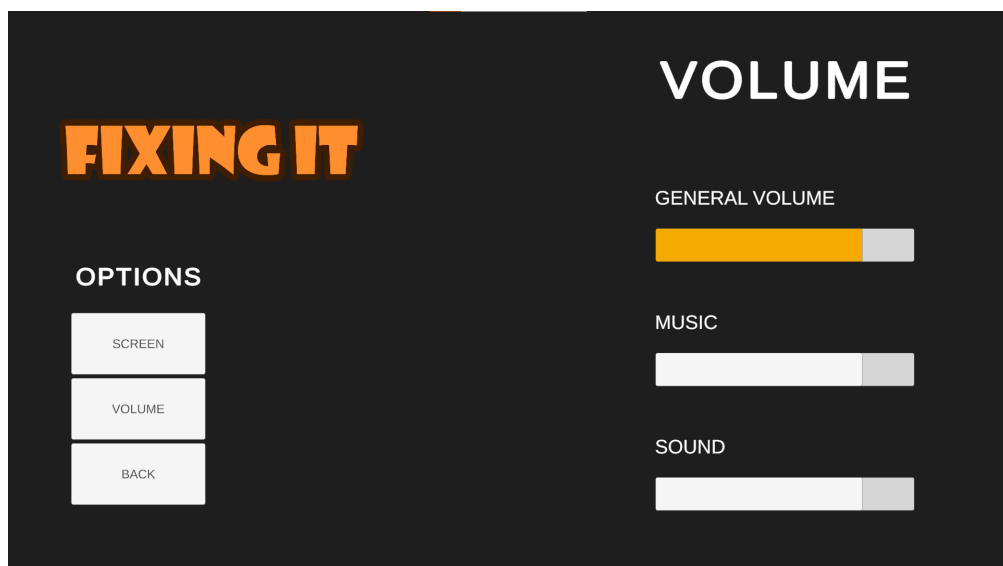 FIXING IT
OPTIONS
SCREEN
VOLUME
BACK
VOLUME
GENERAL VOLUME
MUSIC
SOUND